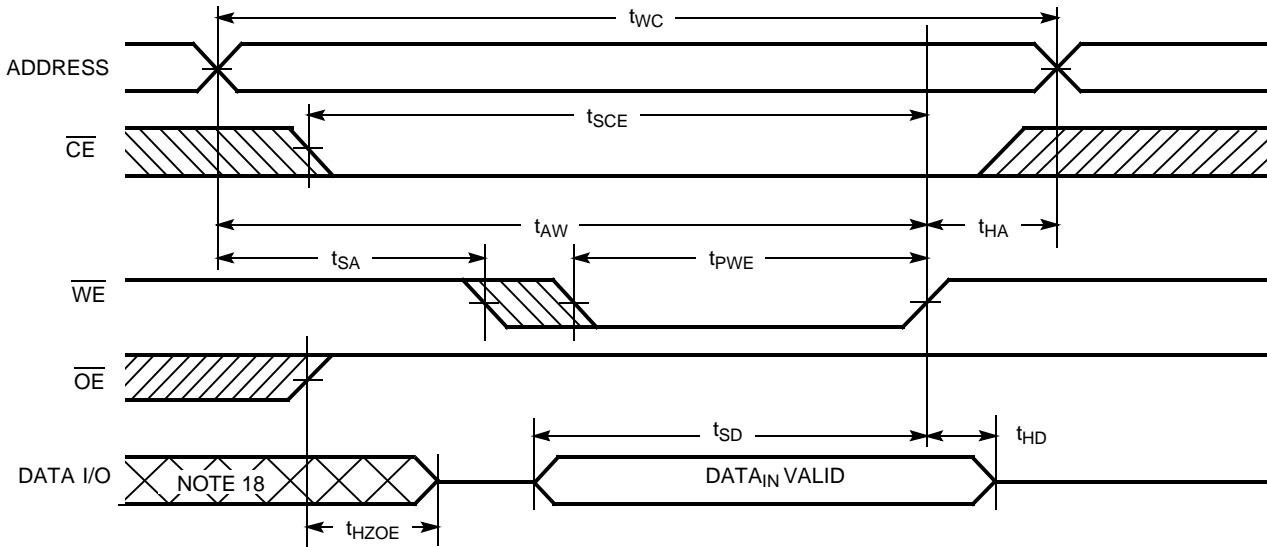 tWC
ADDRESS
tSCE
CE
tAW
tHA
tSA
tPWE
WE
OE
tSD
tHD
DATA I/O
NOTE 18
DATAIN VALID
tHZOE